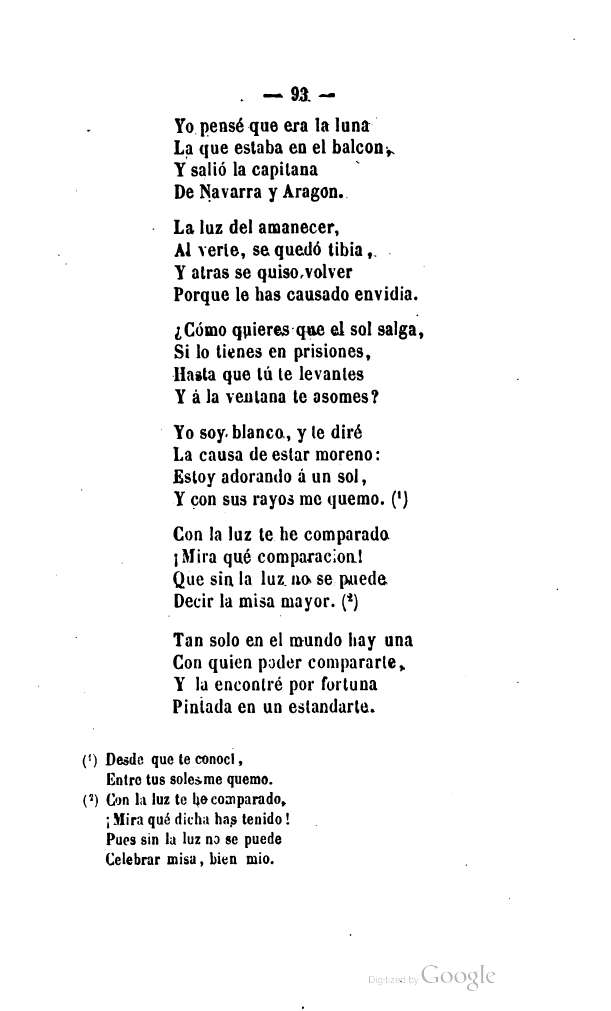 — 93 —
Yo pensé que era la luna
La que estaba en el balcon,
Y salió la capitana
De Navarra y Aragon.
La luz del amanecer,
Al verte, se quedó tibia,
Y atras se quiso volver
Porque le has causado envidia.
¿Cómo quieres que el sol salga,
Si lo tienes en prisiones,
Hasta que tú te levantes
Y á la ventana te asomes?
Yo soy blanco, y te diré
La causa de estar moreno:
Estoy adorando á un sol,
Y con sus rayos me quemo. (¹)
Con la luz te he comparado
¡Mira qué comparacion!
Que sin la luz no se puede
Decir la misa mayor. (²)
Tan solo en el mundo hay una
Con quien poder compararte,
Y la encontré por fortuna
Pintada en un estandarte.
(¹) Desde que te conocí,
Entre tus soles me quemo.
(²) Con la luz te he comparado,
¡Mira qué dicha has tenido!
Pues sin la luz no se puede
Celebrar misa, bien mio.
Digitized by Google